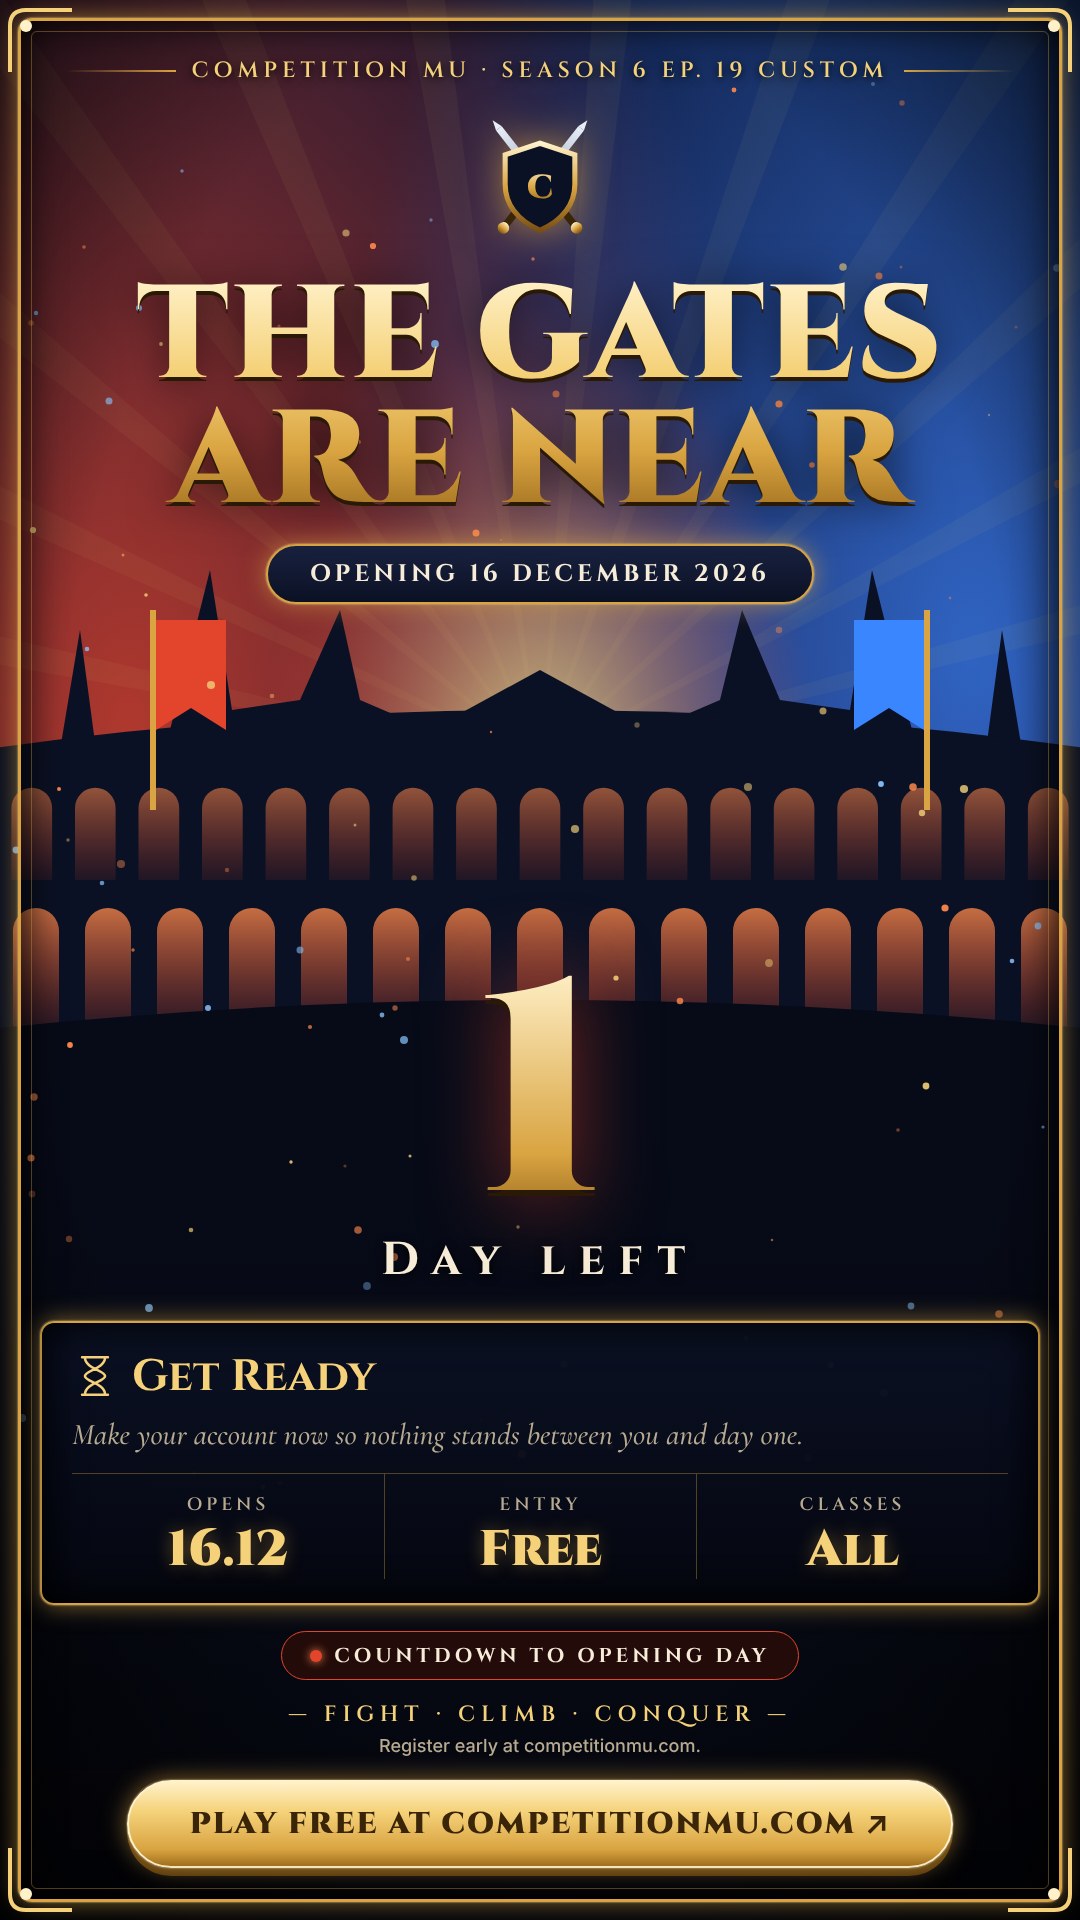 COMPETITION MU · SEASON 6 EP. 19 CUSTOM
C
THE GATES
ARE NEAR
OPENING 16 DECEMBER 2026
1
DAY LEFT
GET READY
Make your account now so nothing stands between you and day one.
OPENS
16.12
ENTRY
FREE
CLASSES
ALL
COUNTDOWN TO OPENING DAY
— FIGHT · CLIMB · CONQUER —
Register early at competitionmu.com.
PLAY FREE AT COMPETITIONMU.COM ↗